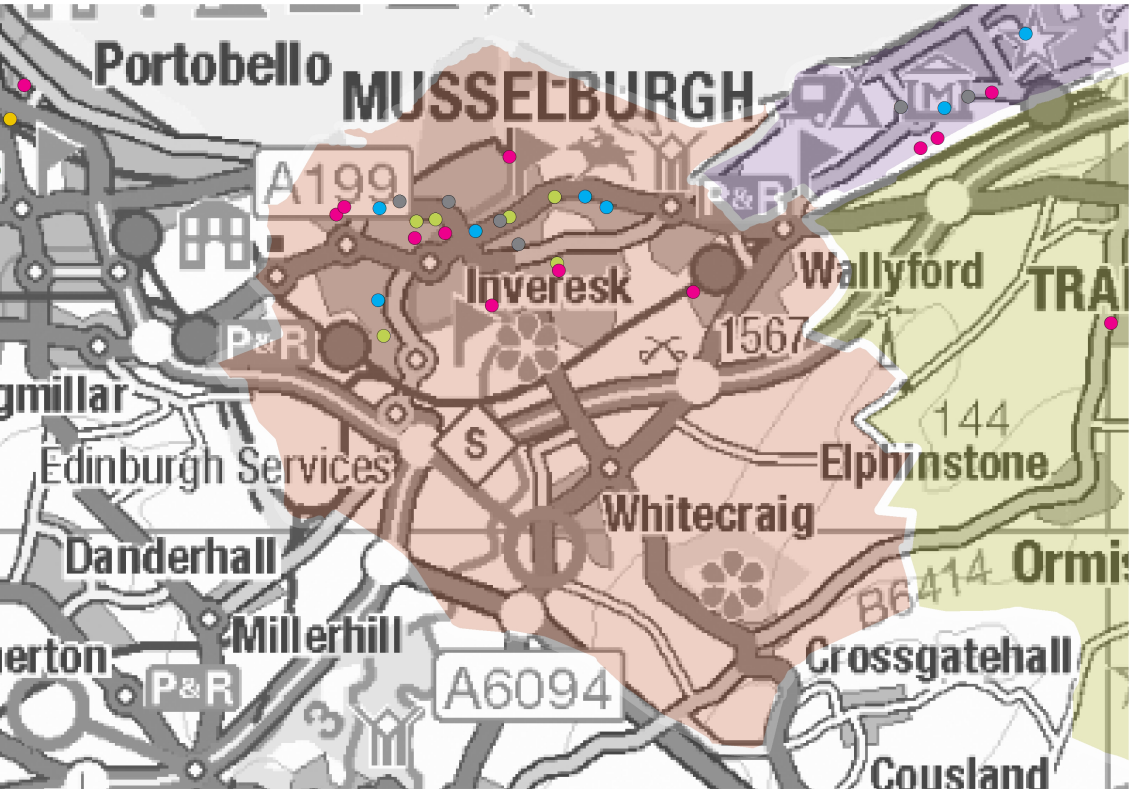 Portobello
MUSSELBURGH
A199
P&R
[M]
Inveresk
Wallyford
TRA
P&R
1567
gmillar
144
S
Edinburgh Services
Elphinstone
Whitecraig
Danderhall
B6414
Ormis
Millerhill
erton
P&R
A6094
Crossgatehall
3
Cousland